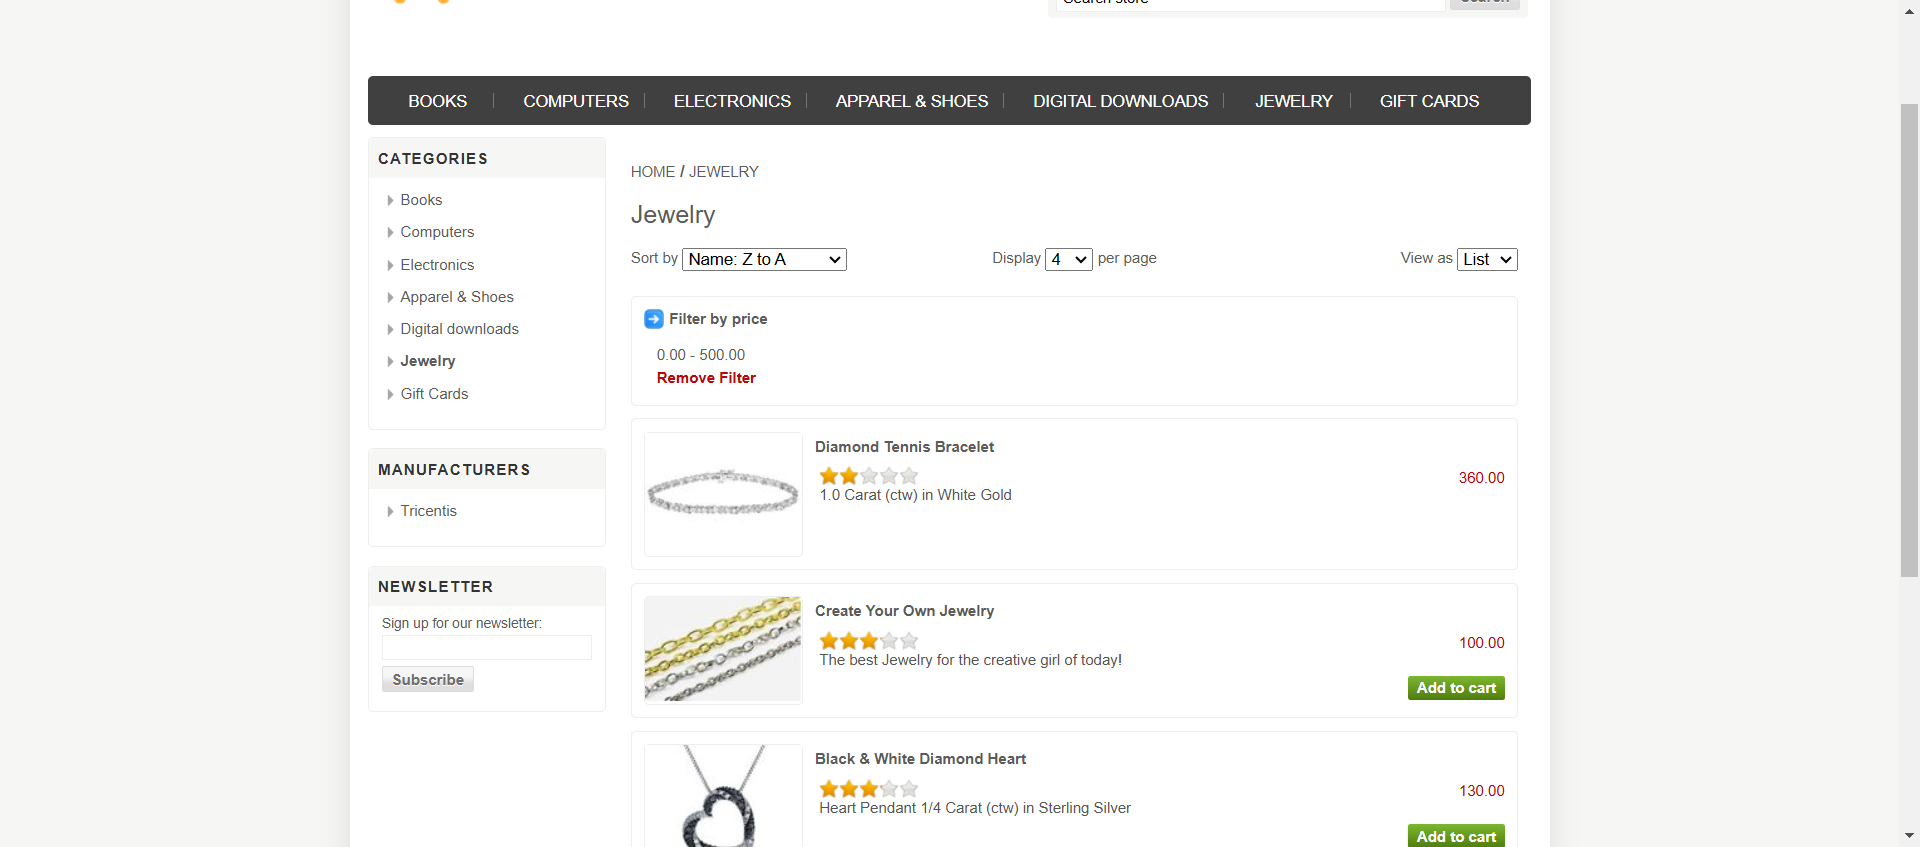 Search store
Search
BOOKS
COMPUTERS
ELECTRONICS
APPAREL & SHOES
DIGITAL DOWNLOADS
JEWELRY
GIFT CARDS
CATEGORIES
Books
Computers
Electronics
Apparel & Shoes
Digital downloads
Jewelry
Gift Cards
MANUFACTURERS
Tricentis
NEWSLETTER
Sign up for our newsletter:
Subscribe
HOME / JEWELRY
Jewelry
Sort by Name: Z to A
Display 4 per page
View as List
Filter by price
0.00 - 500.00
Remove Filter
Diamond Tennis Bracelet
360.00
1.0 Carat (ctw) in White Gold
Create Your Own Jewelry
100.00
The best Jewelry for the creative girl of today!
Add to cart
Black & White Diamond Heart
130.00
Heart Pendant 1/4 Carat (ctw) in Sterling Silver
Add to cart